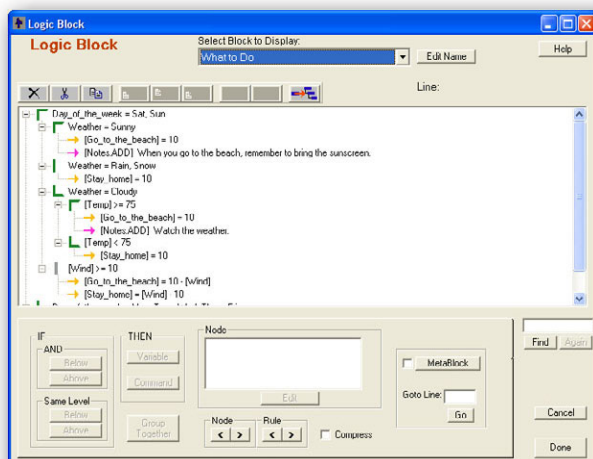 Logic Block
Logic Block
Select Block to Display:
What to Do
Edit Name
Help
Line:
Day_of_the_week = Sat, Sun
Weather = Sunny
[Go_to_the_beach] = 10
[Notes.ADD] When you go to the beach, remember to bring the sunscreen.
Weather = Rain, Snow
[Stay_home] = 10
Weather = Cloudy
[Temp] >= 75
[Go_to_the_beach] = 10
[Notes.ADD] Watch the weather.
[Temp] < 75
[Stay_home] = 10
[Wind] >= 10
[Go_to_the_beach] = 10 - [Wind]
[Stay_home] = [Wind] - 10
IF
AND
Below
Above
Same Level
Below
Above
THEN
Variable
Command
Group
Together
Node
Edit
Node
< >
Rule
< >
Compress
MetaBlock
Goto Line:
Go
Find Again
Cancel
Done